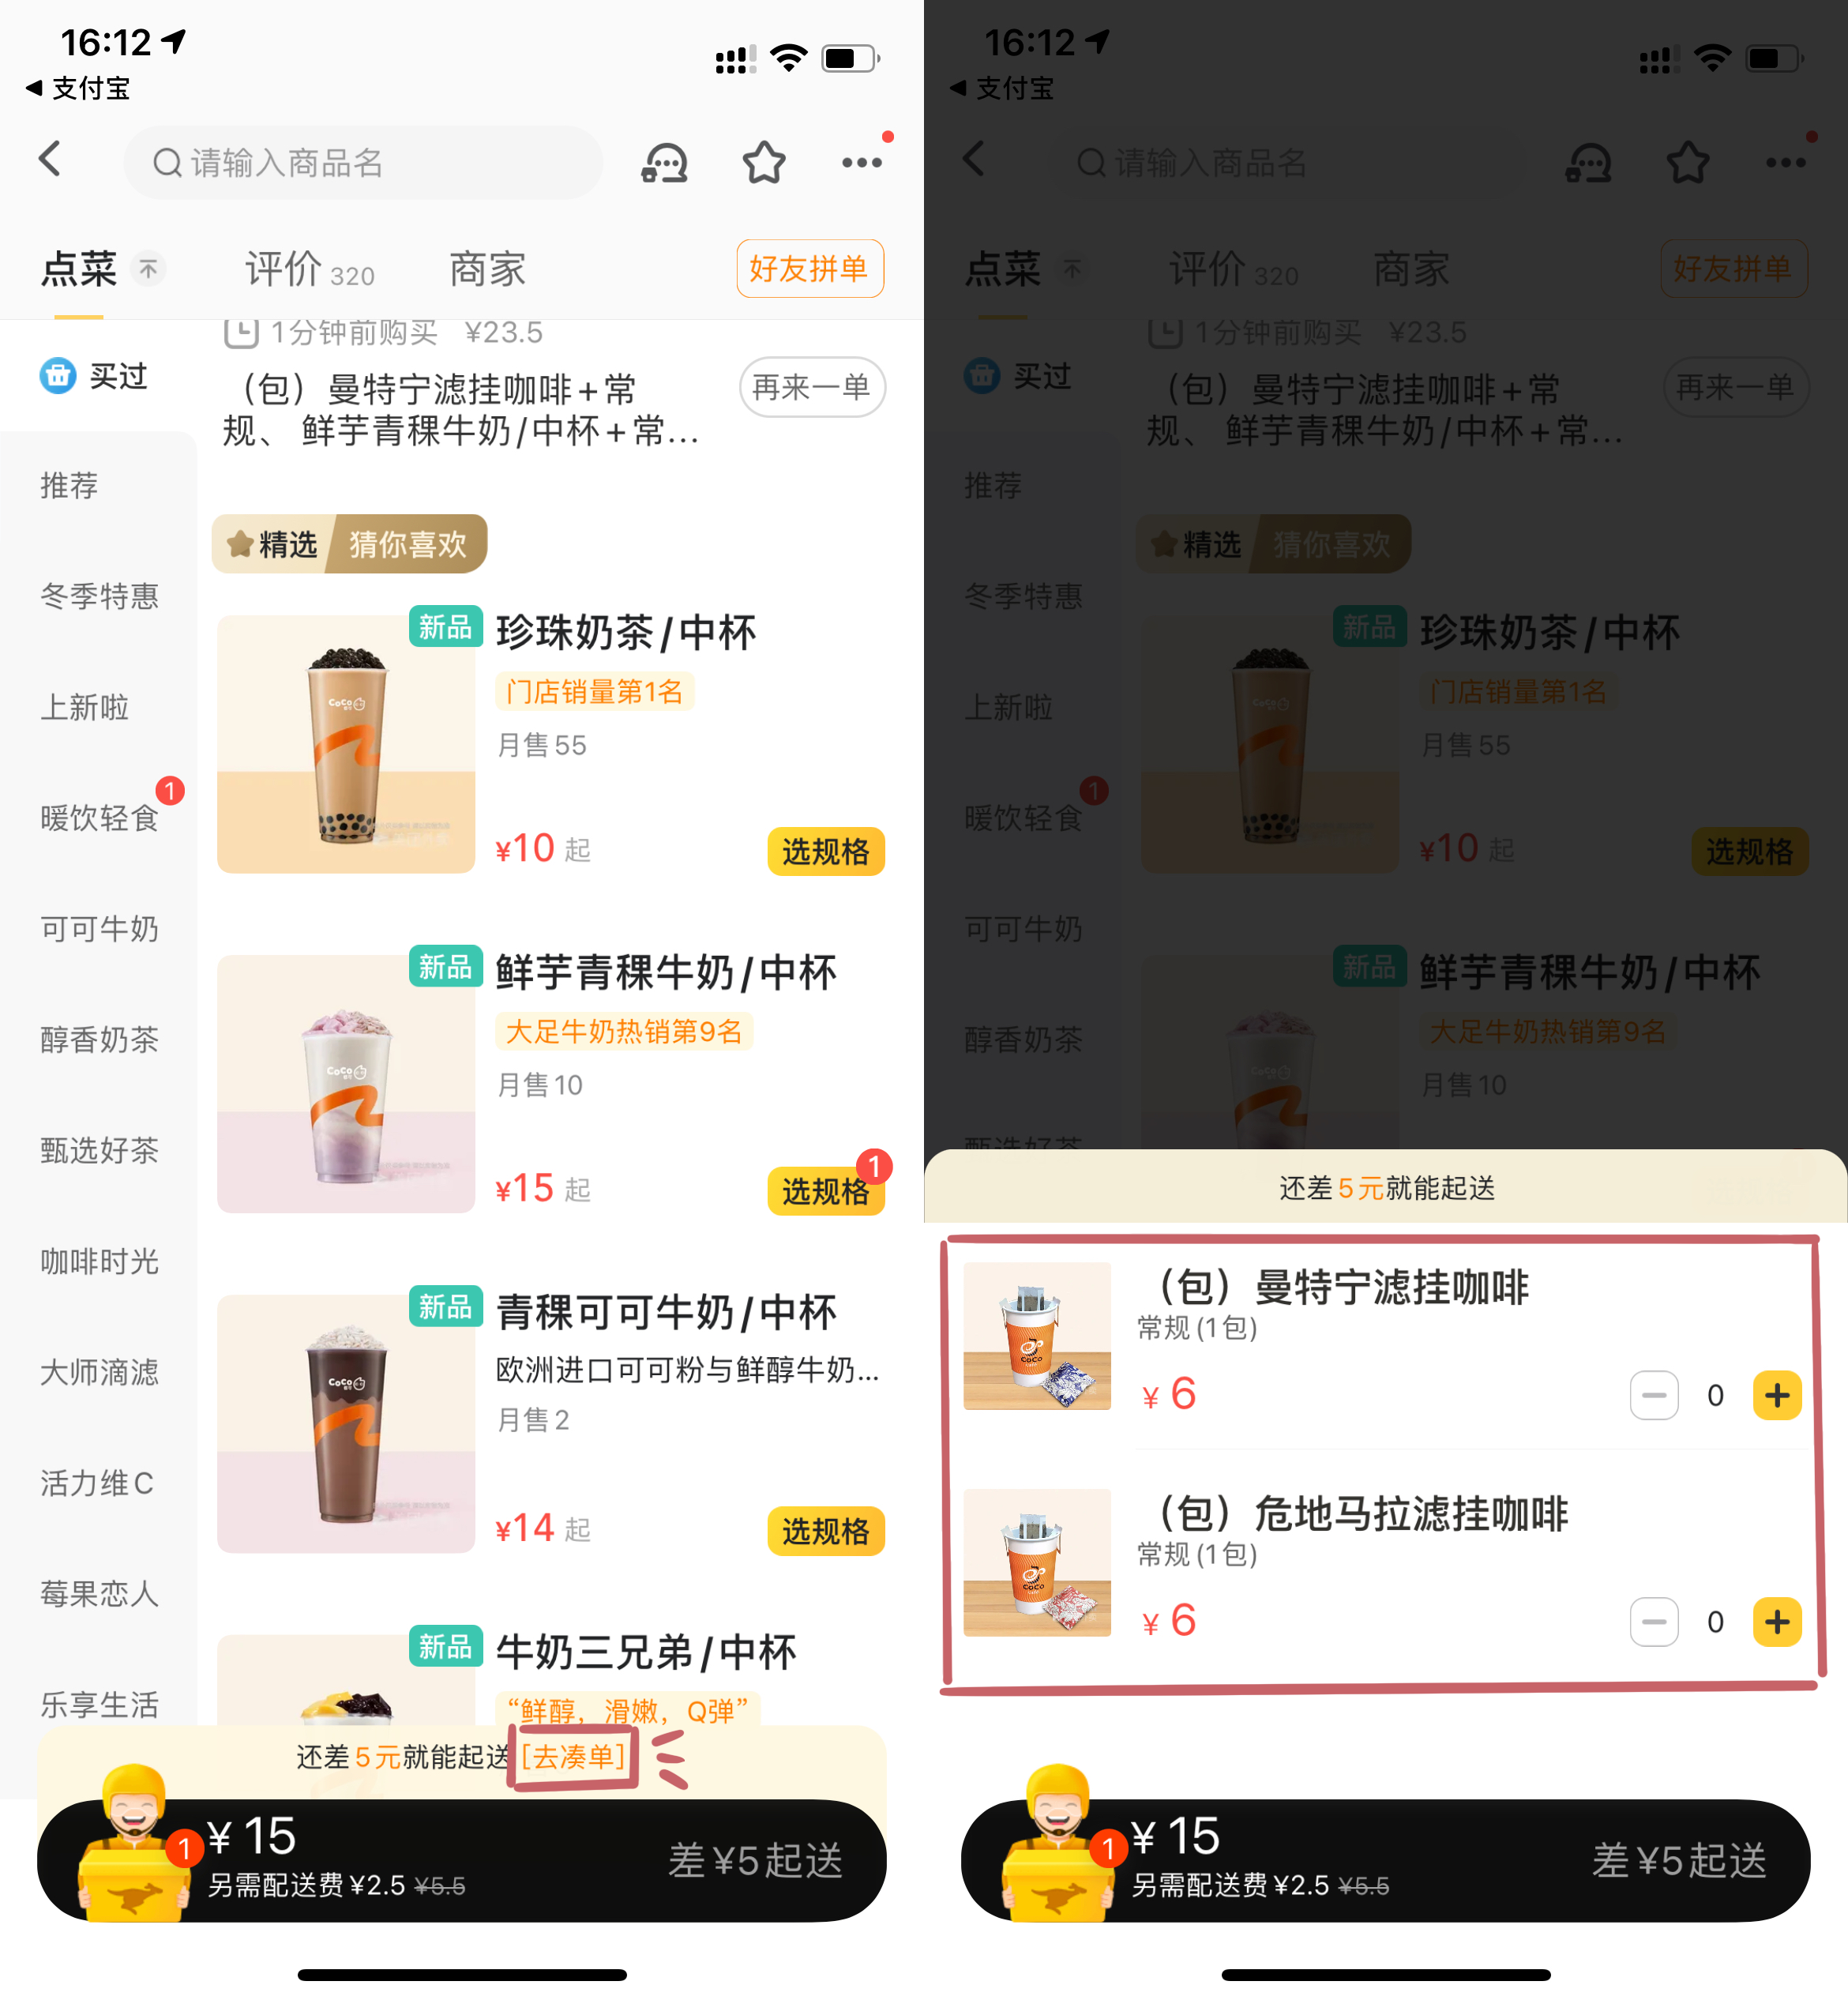 16:12
支付宝
请输入商品名
点菜
评价 320
商家
好友拼单
1分钟前购买 ¥23.5
买过
（包）曼特宁滤挂咖啡+常
规、 鲜芋青稞牛奶/中杯+常...
再来一单
推荐
冬季特惠
上新啦
暖饮轻食
1
可可牛奶
醇香奶茶
甄选好茶
咖啡时光
大师滴滤
活力维C
莓果恋人
乐享生活
精选 猜你喜欢
新品
CoCo
珍珠奶茶/中杯
门店销量第1名
月售55
¥10 起
选规格
新品
CoCo
鲜芋青稞牛奶/中杯
大足牛奶热销第9名
月售10
¥15 起
选规格
1
新品
CoCo
青稞可可牛奶/中杯
欧洲进口可可粉与鲜醇牛奶...
月售2
¥14 起
选规格
新品
牛奶三兄弟/中杯
“鲜醇，滑嫩，Q弹”
还差5元就能起送[去凑单]
1
¥15
另需配送费¥2.5 ¥5.5
差¥5起送
16:12
支付宝
请输入商品名
点菜
评价 320
商家
好友拼单
1分钟前购买 ¥23.5
买过
（包）曼特宁滤挂咖啡+常
规、 鲜芋青稞牛奶/中杯+常...
再来一单
推荐
冬季特惠
上新啦
暖饮轻食
1
可可牛奶
醇香奶茶
甄选好茶
精选 猜你喜欢
新品
CoCo
珍珠奶茶/中杯
门店销量第1名
月售55
¥10 起
选规格
新品
CoCo
鲜芋青稞牛奶/中杯
大足牛奶热销第9名
月售10
还差5元就能起送
COCO
（包）曼特宁滤挂咖啡
常规(1包)
¥6
0
COCO
（包）危地马拉滤挂咖啡
常规(1包)
¥6
0
1
¥15
另需配送费¥2.5 ¥5.5
差¥5起送